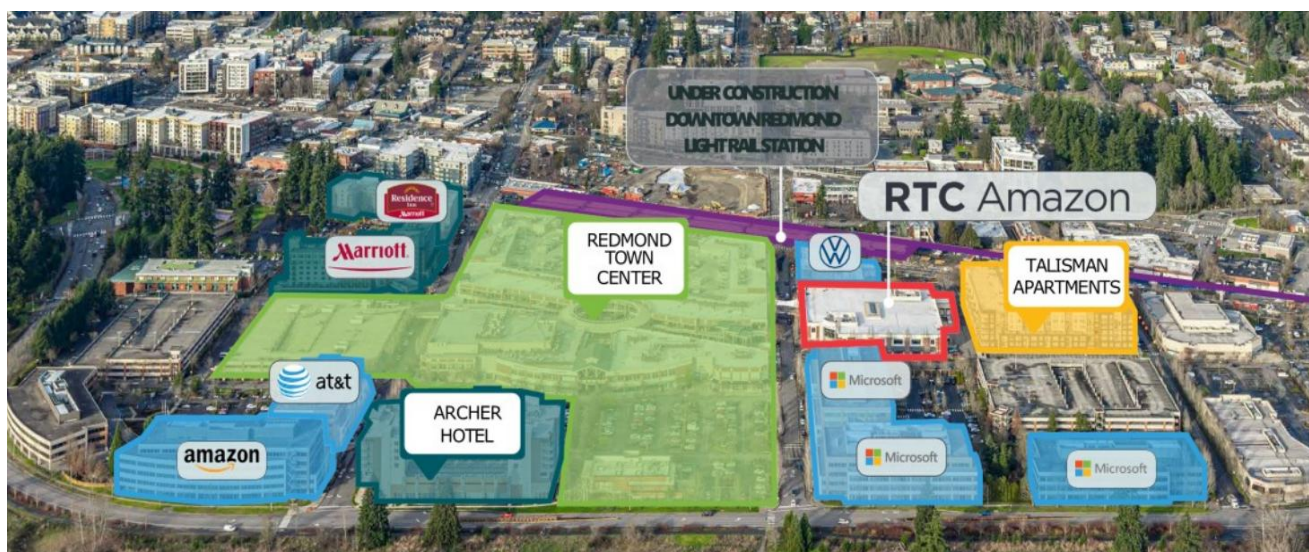 UNDER CONSTRUCTION
DOWNTOWN REDMOND
LIGHT RAIL STATION
RTC Amazon
Residence
Inn
Marriott
Marriott
REDMOND
TOWN
CENTER
TALISMAN
APARTMENTS
at&t
Microsoft
ARCHER
HOTEL
amazon
Microsoft
Microsoft